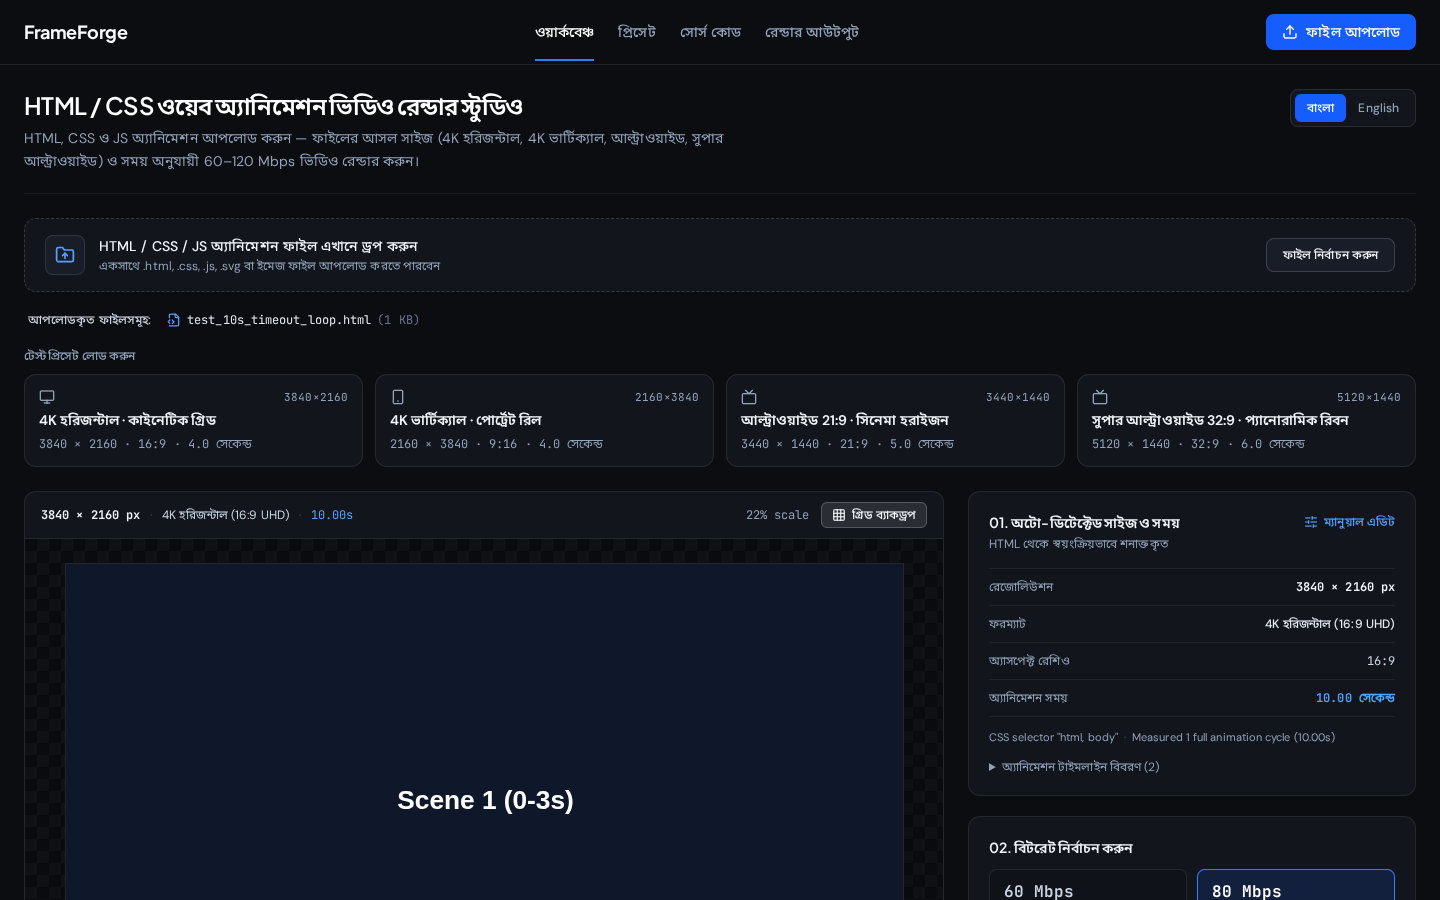 FrameForge
ওয়ার্কবেঞ্চ
প্রিসেট
সোর্স কোড
রেন্ডার আউটপুট
ফাইল আপলোড
HTML / CSS ওয়েব অ্যানিমেশন ভিডিও রেন্ডার স্টুডিও
বাংলা
English
HTML, CSS ও JS অ্যানিমেশন আপলোড করুন — ফাইলের আসল সাইজ (4K হরিজন্টাল, 4K ভার্টিক্যাল, আল্ট্রাওয়াইড, সুপার
আল্ট্রাওয়াইড) ও সময় অনুযায়ী 60–120 Mbps ভিডিও রেন্ডার করুন।
HTML / CSS / JS অ্যানিমেশন ফাইল এখানে ড্রপ করুন
একসাথে .html, .css, .js, .svg বা ইমেজ ফাইল আপলোড করতে পারবেন
ফাইল নির্বাচন করুন
আপলোডকৃত ফাইলসমূহ:
test_10s_timeout_loop.html (1 KB)
টেস্ট প্রিসেট লোড করুন
3840×2160
4K হরিজন্টাল · কাইনেটিক গ্রিড
3840 × 2160 · 16:9 · 4.0 সেকেন্ড
2160×3840
4K ভার্টিক্যাল · পোর্ট্রেট রিল
2160 × 3840 · 9:16 · 4.0 সেকেন্ড
3440×1440
আল্ট্রাওয়াইড 21:9 · সিনেমা হরাইজন
3440 × 1440 · 21:9 · 5.0 সেকেন্ড
5120×1440
সুপার আল্ট্রাওয়াইড 32:9 · প্যানোরামিক রিবন
5120 × 1440 · 32:9 · 6.0 সেকেন্ড
3840 × 2160 px · 4K হরিজন্টাল (16:9 UHD) · 10.00s
22% scale
গ্রিড ব্যাকড্রপ
Scene 1 (0-3s)
01. অটো-ডিটেক্টেড সাইজ ও সময়
ম্যানুয়াল এডিট
HTML থেকে স্বয়ংক্রিয়ভাবে শনাক্তকৃত
রেজোলিউশন
3840 × 2160 px
ফরম্যাট
4K হরিজন্টাল (16:9 UHD)
অ্যাসপেক্ট রেশিও
16:9
অ্যানিমেশন সময়
10.00 সেকেন্ড
CSS selector "html, body" · Measured 1 full animation cycle (10.00s)
অ্যানিমেশন টাইমলাইন বিবরণ (2)
02. বিটরেট নির্বাচন করুন
60 Mbps
80 Mbps